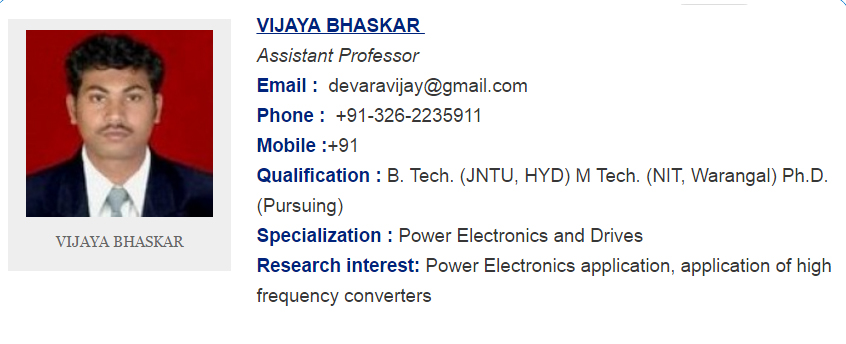 VIJAYA BHASKAR
Assistant Professor
Email : devaravijay@gmail.com
Phone : +91-326-2235911
Mobile :+91
Qualification : B. Tech. (JNTU, HYD) M Tech. (NIT, Warangal) Ph.D.
(Pursuing)
Specialization : Power Electronics and Drives
Research interest: Power Electronics application, application of high
frequency converters
VIJAYA BHASKAR